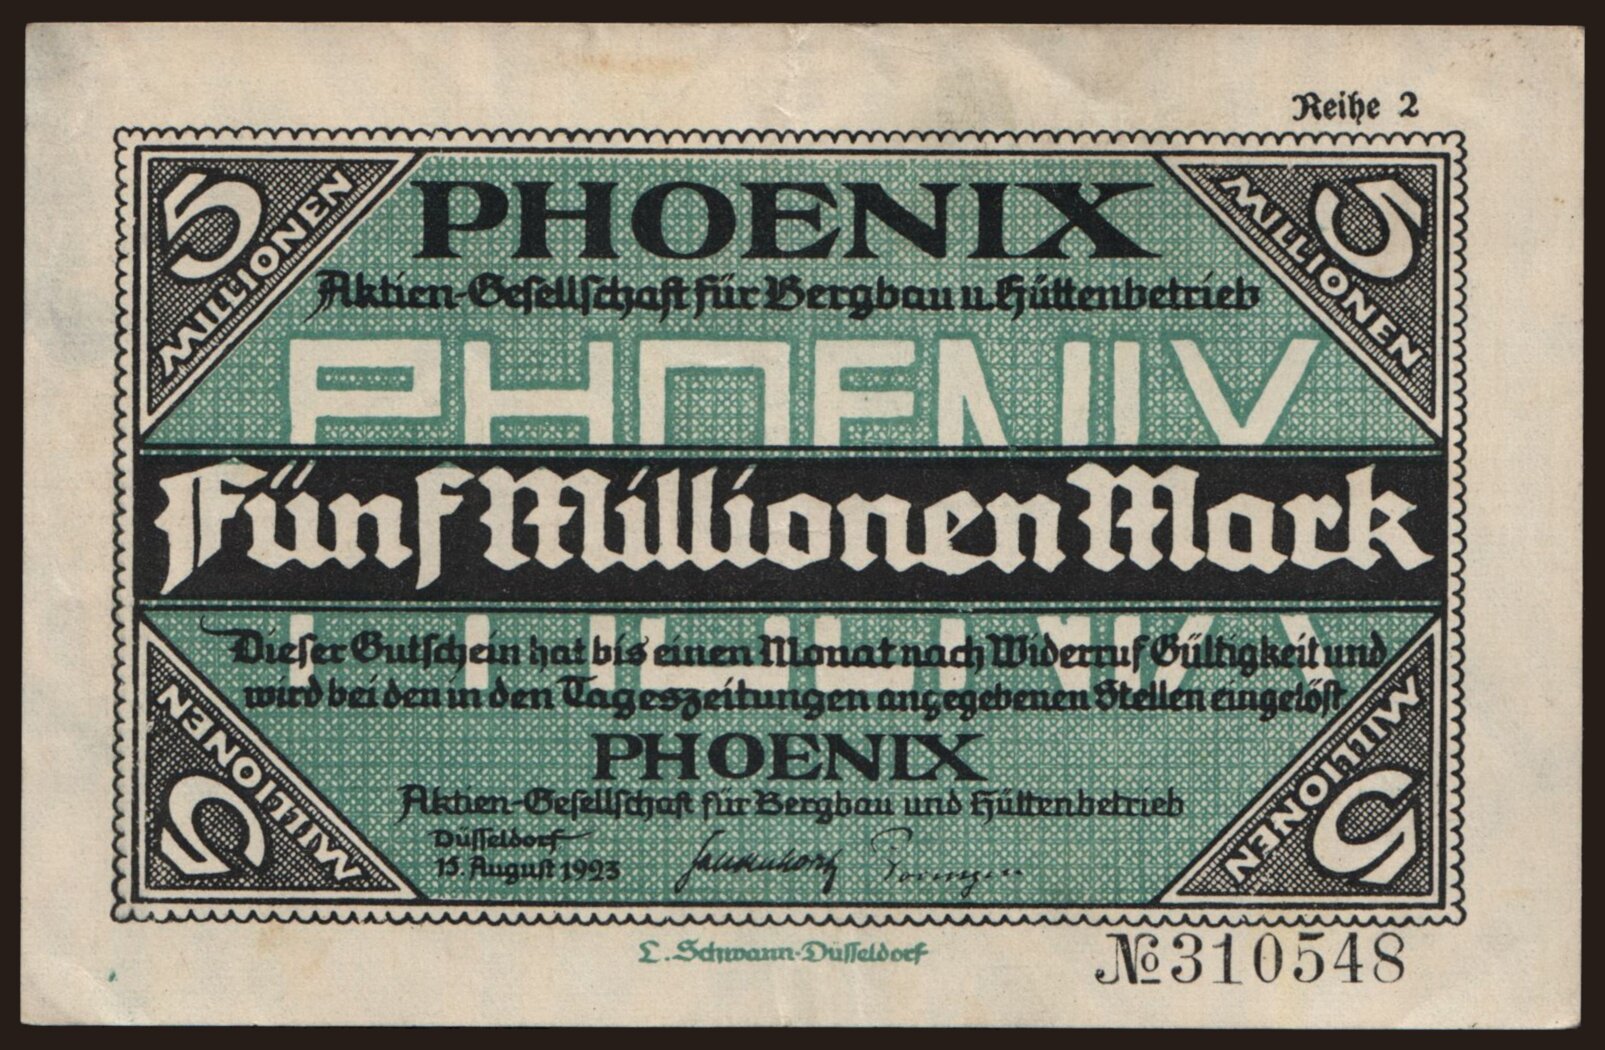 Reihe 2
5 MILLIONEN
5 MILLIONEN
PHOENIX
Aktien-Gesellschaft für Bergbau u. Hüttenbetrieb
PHOENIX
Fünf Millionen Mark
Dieser Gutschein hat bis einen Monat nach Widerruf Gültigkeit und
wird bei den in den Tageszeitungen angegebenen Stellen eingelöst
PHOENIX
Aktien-Gesellschaft für Bergbau und Hüttenbetrieb
Düsseldorf
15. August 1923
5 MILLIONEN
5 MILLIONEN
L. Schwann-Düsseldorf
№ 310548